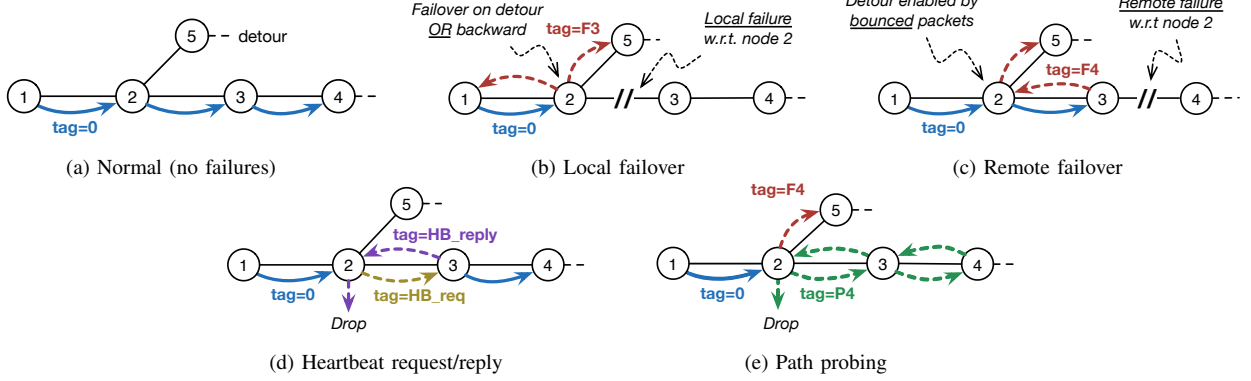 5
detour
1
2
3
4
tag=0
(a) Normal (no failures)
Failover on detour
OR backward
tag=F3
Local failure
w.r.t. node 2
5
1
2
3
4
tag=0
(b) Local failover
Detour enabled by
bounced packets
Remote failure
w.r.t node 2
5
tag=F4
1
2
3
4
tag=0
(c) Remote failover
5
tag=HB_reply
1
2
3
4
tag=0
tag=HB_req
Drop
(d) Heartbeat request/reply
tag=F4
5
1
2
3
4
tag=0
tag=P4
Drop
(e) Path probing